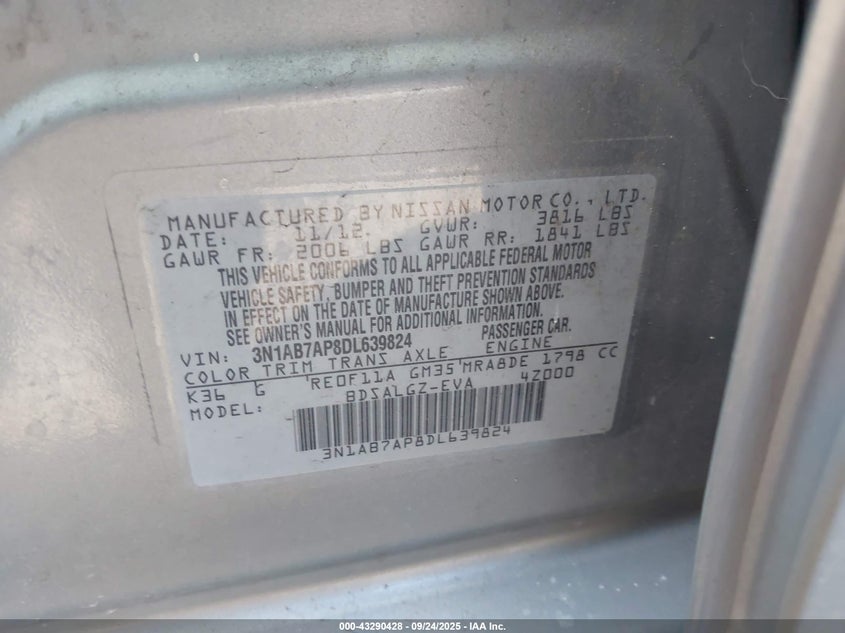 MANUFACTURED BY NISSAN MOTOR CO., LTD.
DATE: 11/12. GVWR: 3816 LBS
GAWR FR: 2006 LBS GAWR RR: 1841 LBS
THIS VEHICLE CONFORMS TO ALL APPLICABLE FEDERAL MOTOR
VEHICLE SAFETY, BUMPER AND THEFT PREVENTION STANDARDS
IN EFFECT ON THE DATE OF MANUFACTURE SHOWN ABOVE.
SEE OWNER'S MANUAL FOR ADDITIONAL INFORMATION.
VIN: 3N1AB7AP8DL639824 PASSENGER CAR.
COLOR TRIM TRANS AXLE ENGINE
K36 G RE0F11A GM35 MRA8DE 1798 CC
MODEL: BDSALGZ-EVA 4Z000
3N1AB7AP8DL639824
000-43290428 - 09/24/2025 - IAA Inc.